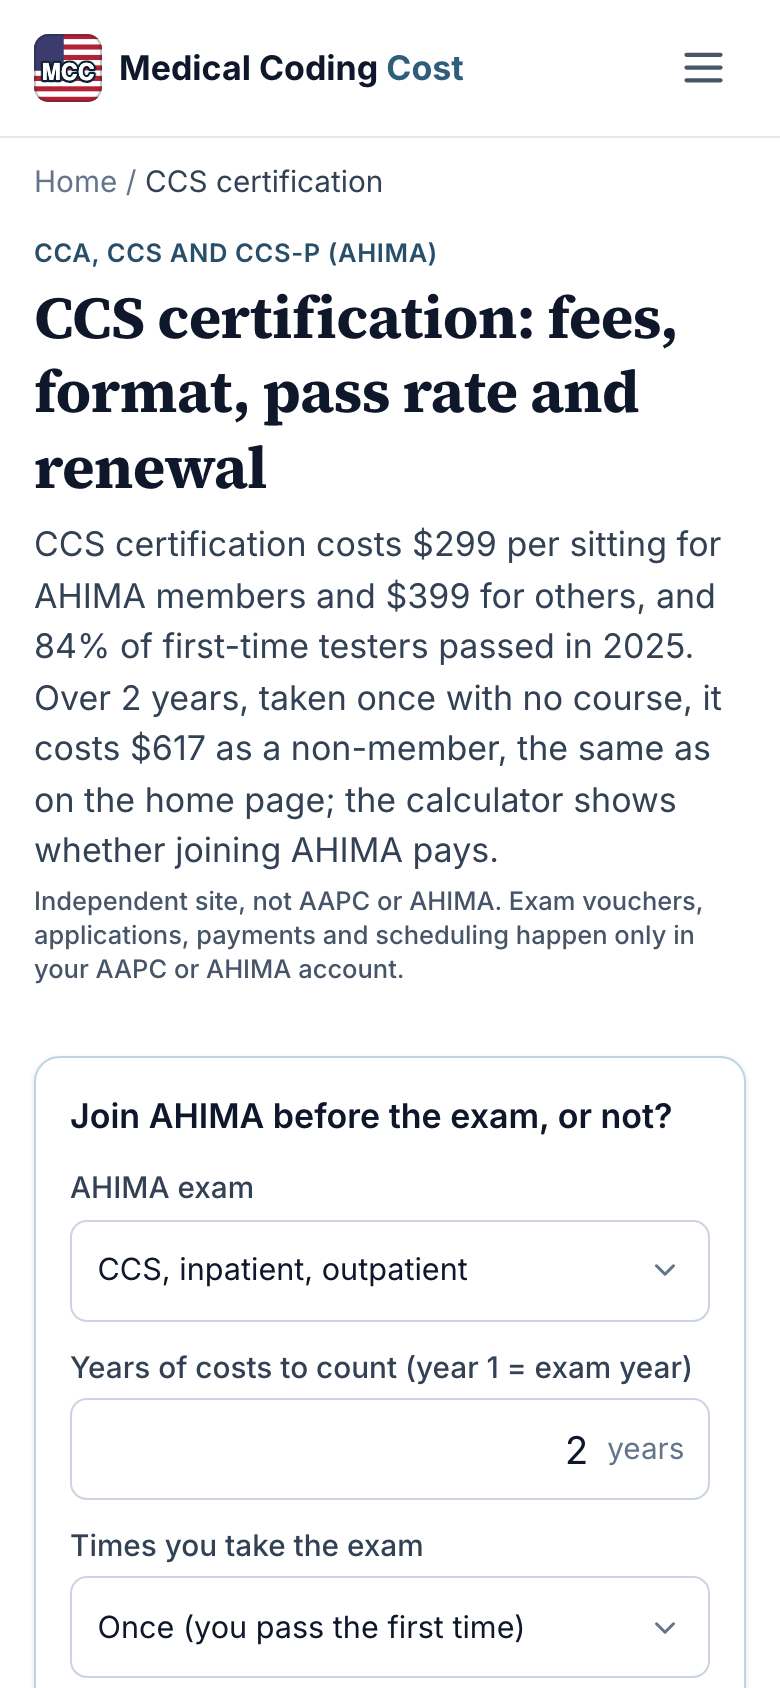 MCC
Medical Coding Cost
Home / CCS certification
CCA, CCS AND CCS-P (AHIMA)
CCS certification: fees,
format, pass rate and
renewal
CCS certification costs $299 per sitting for
AHIMA members and $399 for others, and
84% of first-time testers passed in 2025.
Over 2 years, taken once with no course, it
costs $617 as a non-member, the same as
on the home page; the calculator shows
whether joining AHIMA pays.
Independent site, not AAPC or AHIMA. Exam vouchers,
applications, payments and scheduling happen only in
your AAPC or AHIMA account.
Join AHIMA before the exam, or not?
AHIMA exam
CCS, inpatient, outpatient
Years of costs to count (year 1 = exam year)
2 years
Times you take the exam
Once (you pass the first time)